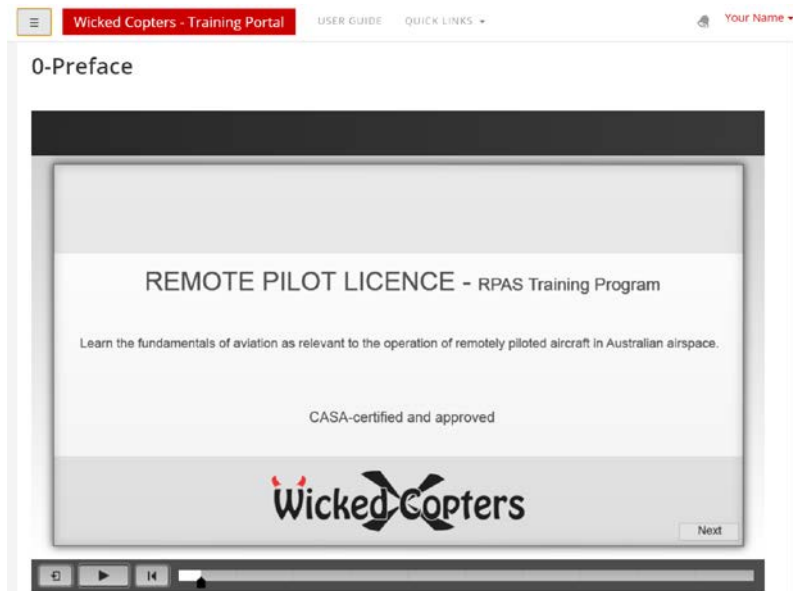 Wicked Copters - Training Portal USER GUIDE QUICK LINKS Your Name
0-Preface
REMOTE PILOT LICENCE - RPAS Training Program
Learn the fundamentals of aviation as relevant to the operation of remotely piloted aircraft in Australian airspace.
CASA-certified and approved
Wicked Copters
Next